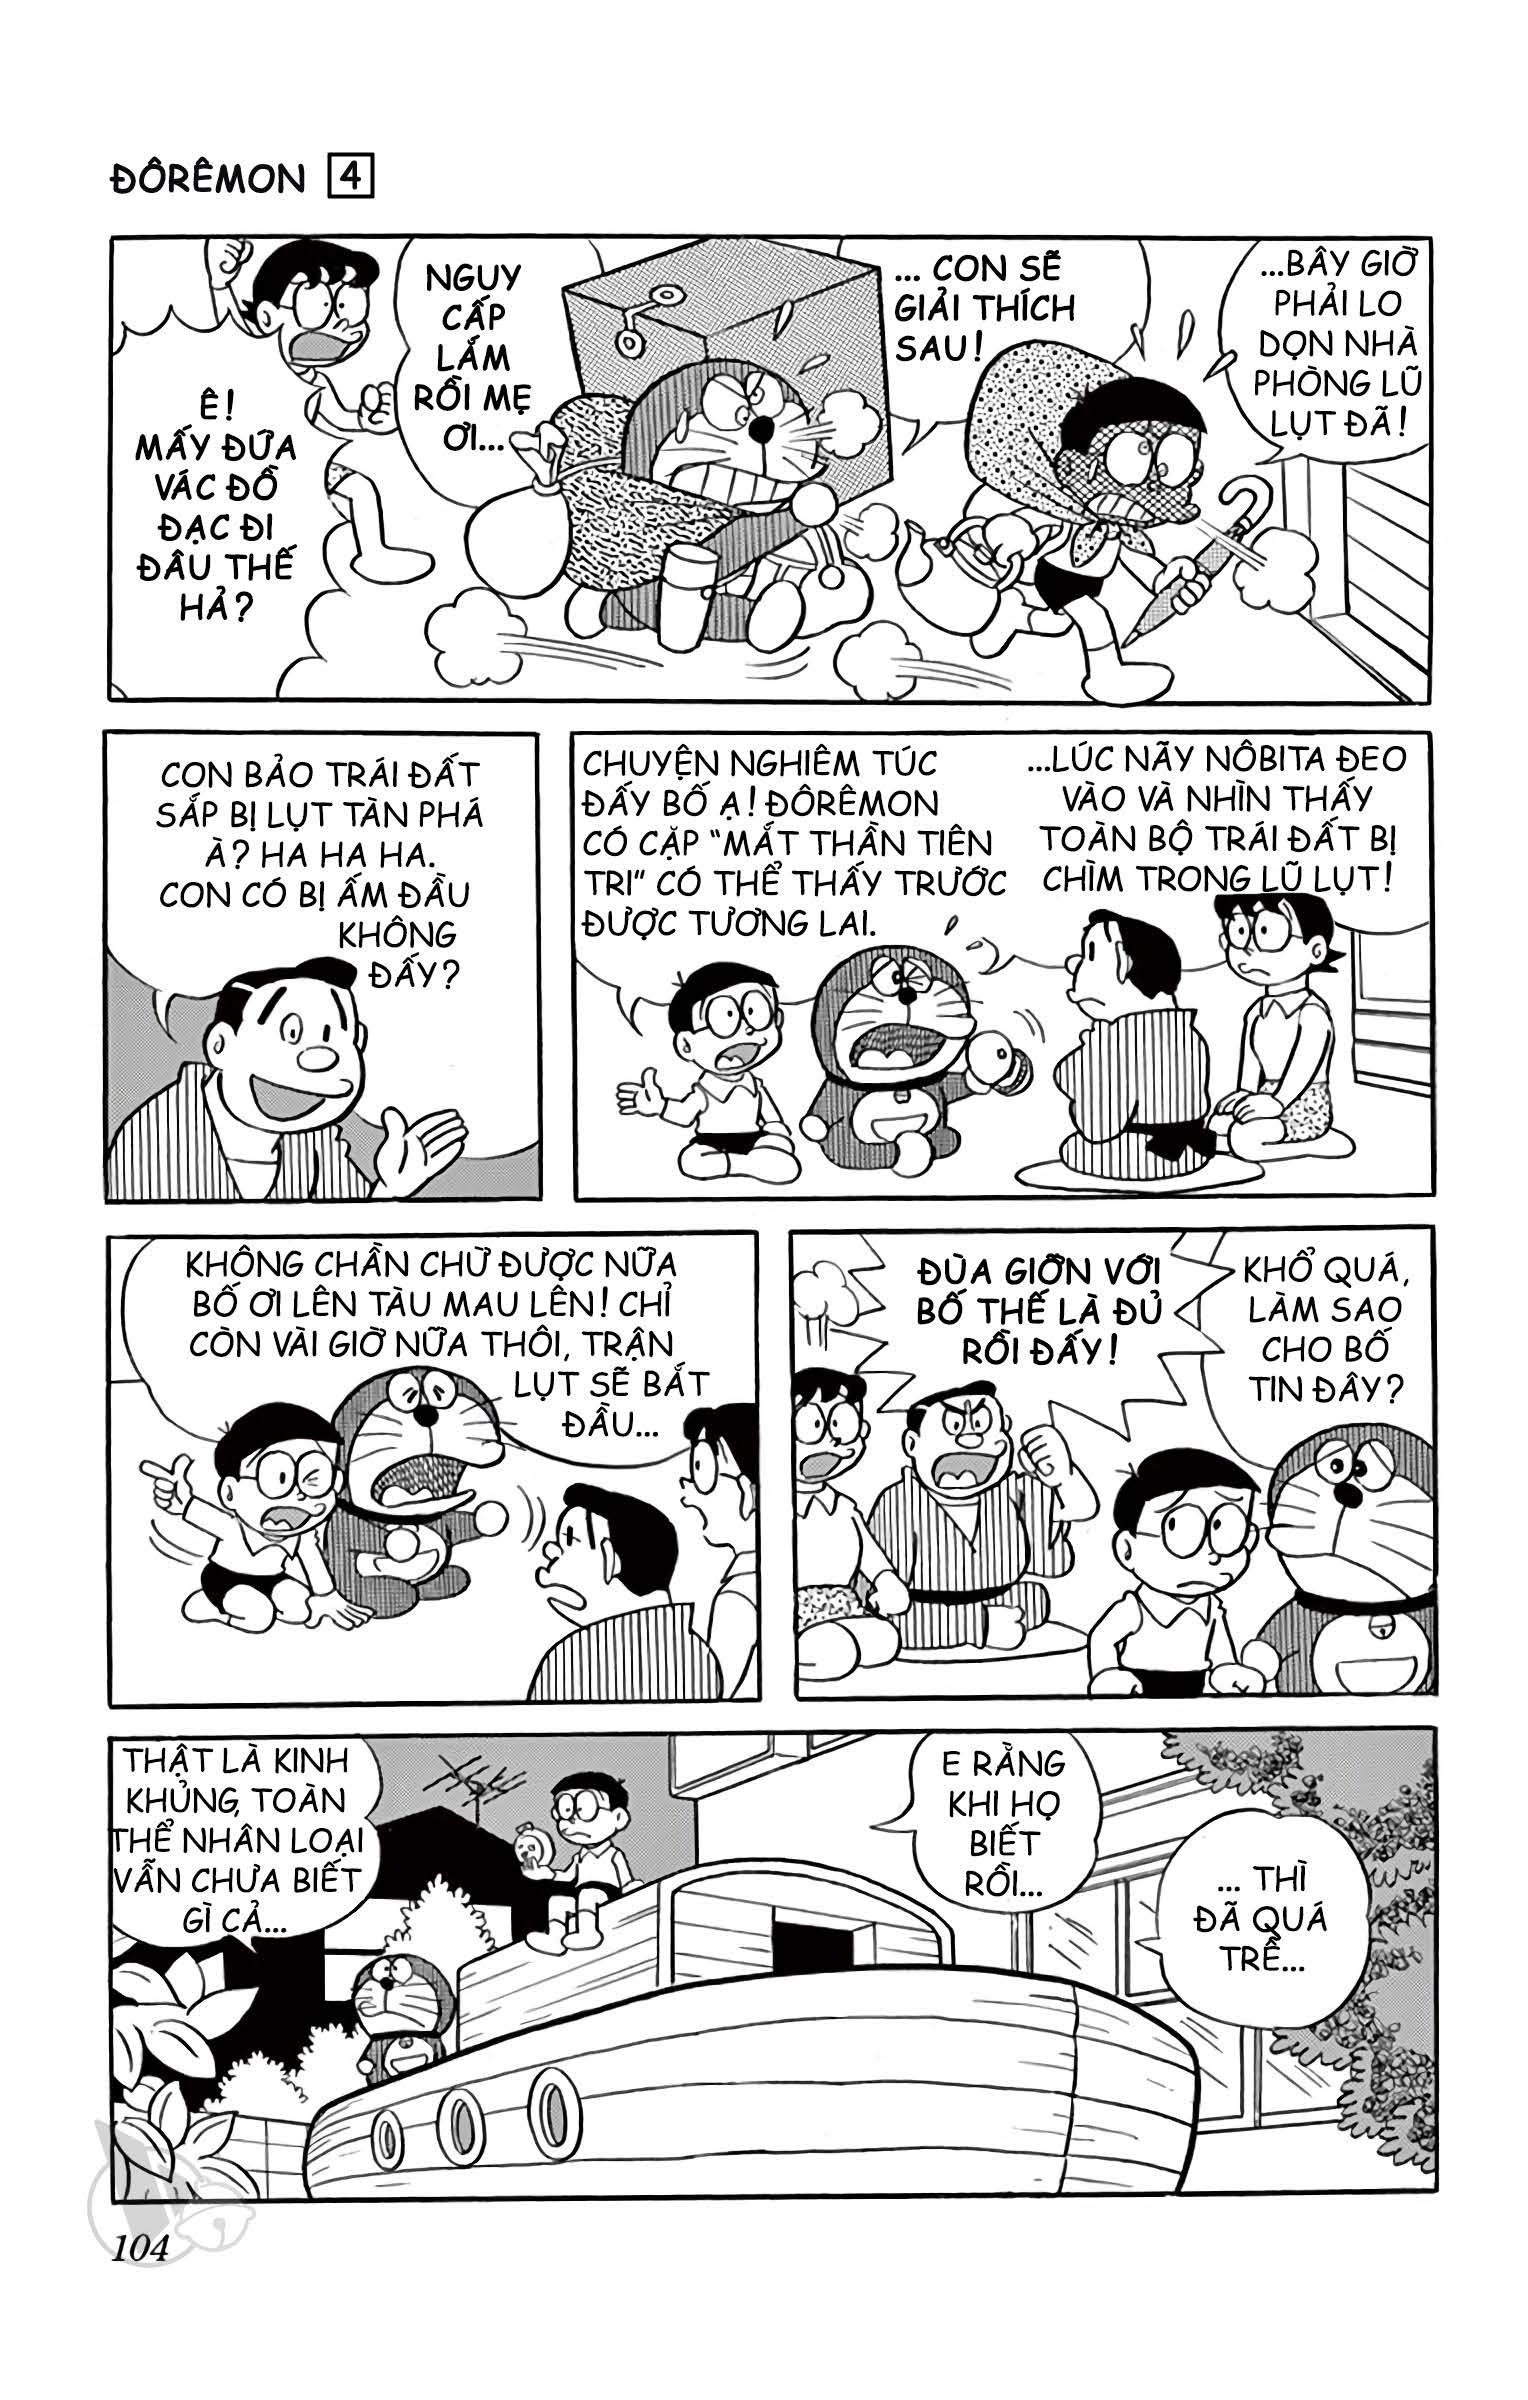 ĐÔRÊMON 4
Ê!
MẤY ĐỨA
VÁC ĐỒ
ĐẠC ĐI
ĐÂU THẾ
HẢ?
NGUY
CẤP
LẮM
RỒI MẸ
ƠI...
... CON SẼ
GIẢI THÍCH
SAU!
...BÂY GIỜ
PHẢI LO
DỌN NHÀ
PHÒNG LŨ
LỤT ĐÃ!
CON BẢO TRÁI ĐẤT
SẮP BỊ LỤT TÀN PHÁ
À? HA HA HA.
CON CÓ BỊ ẤM ĐẦU
KHÔNG
ĐẤY?
CHUYỆN NGHIÊM TÚC
ĐẤY BỐ Ạ! ĐÔRÊMON
CÓ CẶP “MẮT THẦN TIÊN
TRI” CÓ THỂ THẤY TRƯỚC
ĐƯỢC TƯƠNG LAI.
...LÚC NÃY NÔBITA ĐEO
VÀO VÀ NHÌN THẤY
TOÀN BỘ TRÁI ĐẤT BỊ
CHÌM TRONG LŨ LỤT!
KHÔNG CHẦN CHỪ ĐƯỢC NỮA
BỐ ƠI LÊN TÀU MAU LÊN! CHỈ
CÒN VÀI GIỜ NỮA THÔI, TRẬN
LỤT SẼ BẮT
ĐẦU...
ĐÙA GIỠN VỚI
BỐ THẾ LÀ ĐỦ
RỒI ĐẤY!
KHỔ QUÁ,
LÀM SAO
CHO BỐ
TIN ĐÂY?
THẬT LÀ KINH
KHỦNG, TOÀN
THỂ NHÂN LOẠI
VẪN CHƯA BIẾT
GÌ CẢ...
E RẰNG
KHI HỌ
BIẾT
RỒI...
... THÌ
ĐÃ QUÁ
TRỄ...
104